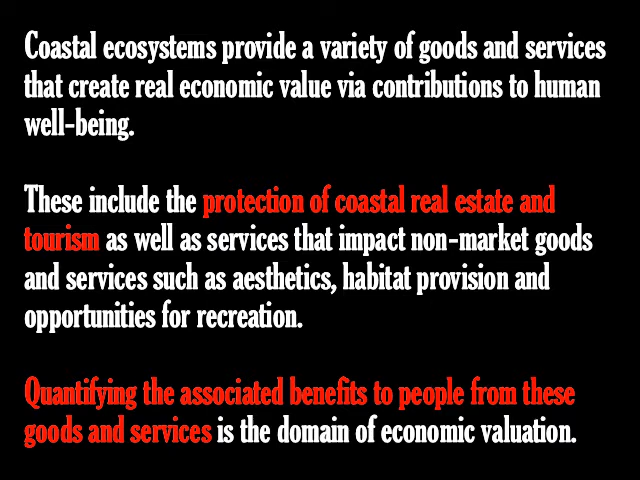 Coastal ecosystems provide a variety of goods and services
that create real economic value via contributions to human
well-being.
These include the protection of coastal real estate and
tourism as well as services that impact non-market goods
and services such as aesthetics, habitat provision and
opportunities for recreation.
Quantifying the associated benefits to people from these
goods and services is the domain of economic valuation.